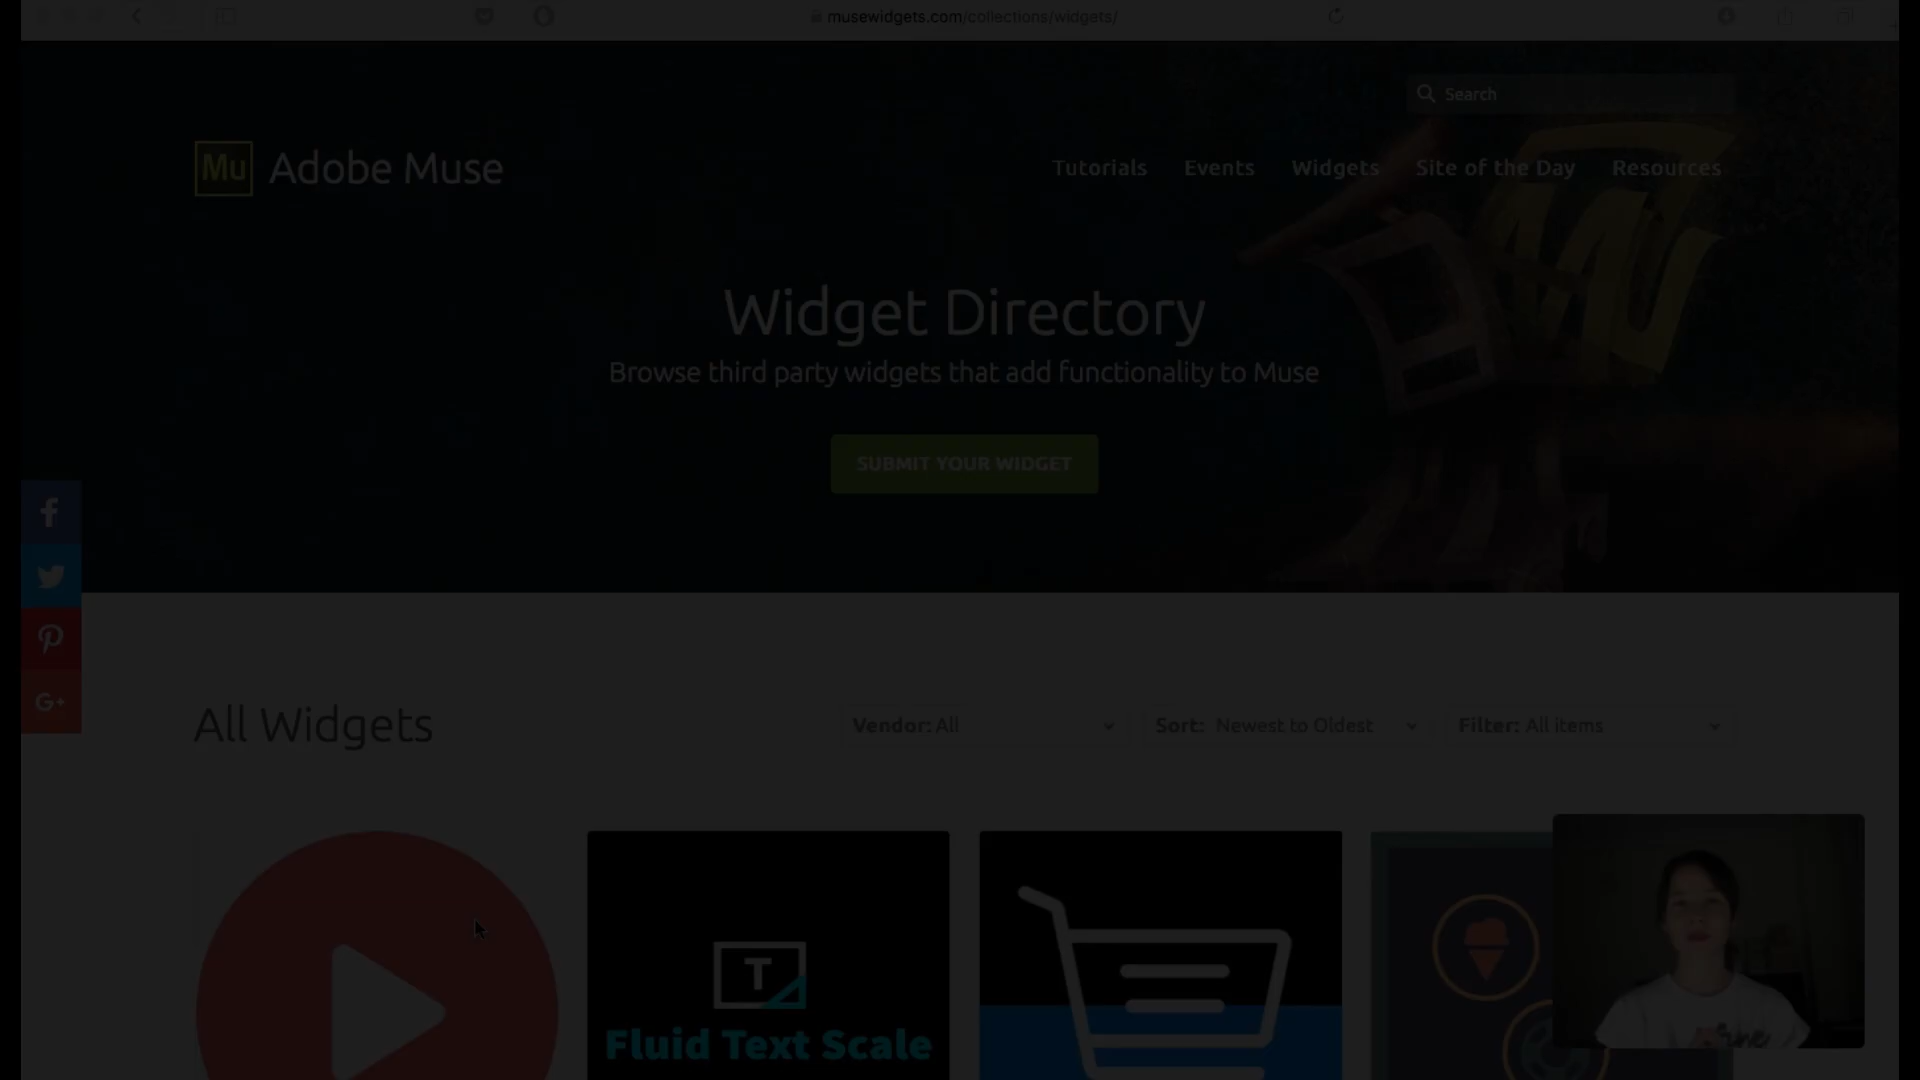 musewidgets.com/collections/widgets/
Search
Mu Adobe Muse
Tutorials Events Widgets Site of the Day Resources
Widget Directory
Browse third party widgets that add functionality to Muse
SUBMIT YOUR WIDGET
All Widgets
Vendor: All
Sort: Newest to Oldest
Filter: All items
T
Fluid Text Scale